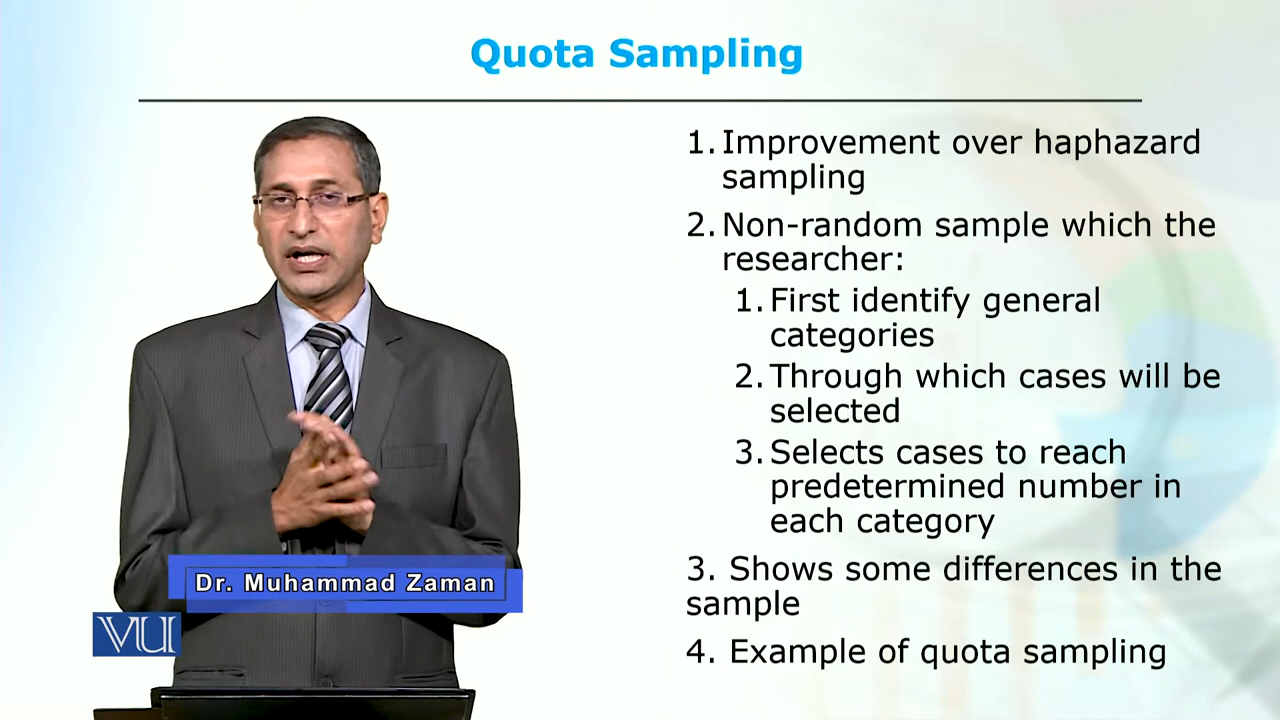 Quota Sampling
1. Improvement over haphazard
sampling
2. Non-random sample which the
researcher:
1. First identify general
categories
2. Through which cases will be
selected
3. Selects cases to reach
predetermined number in
each category
3. Shows some differences in the
sample
4. Example of quota sampling
Dr. Muhammad Zaman
VU